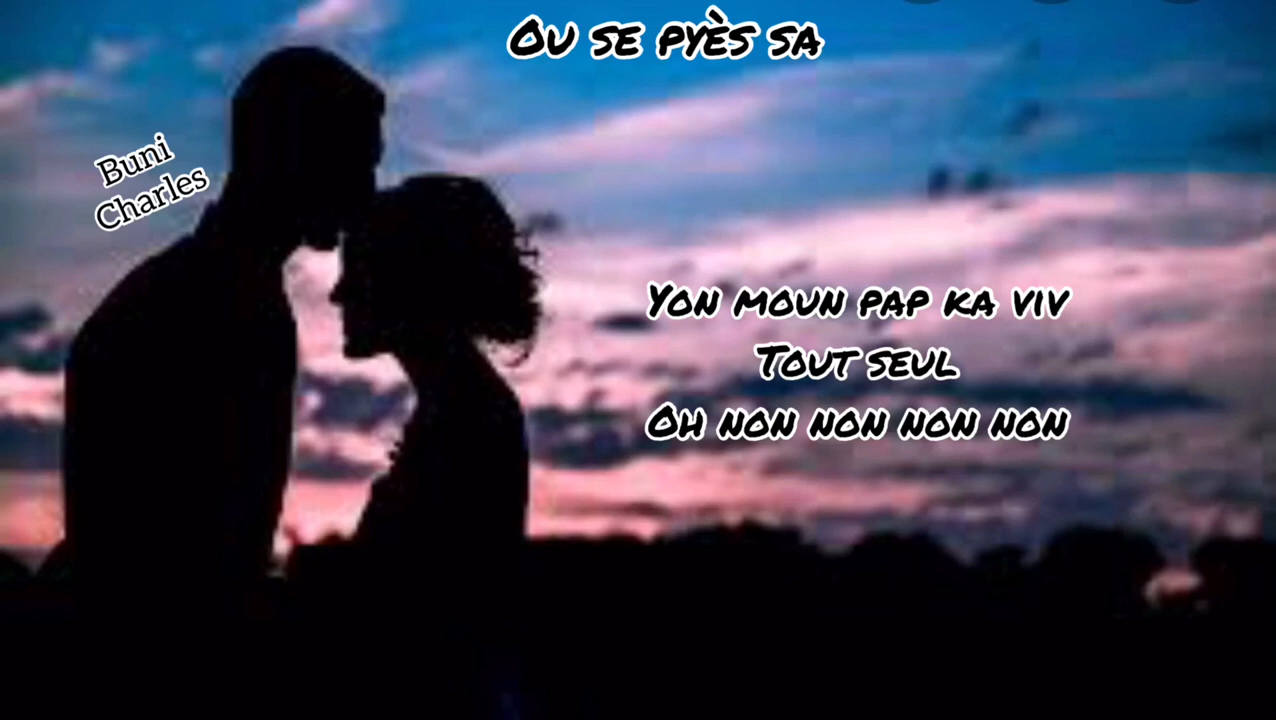 Ou se pyès sa
Buni
Charles
Yon moun pap ka viv
Tout seul
Oh non non non non